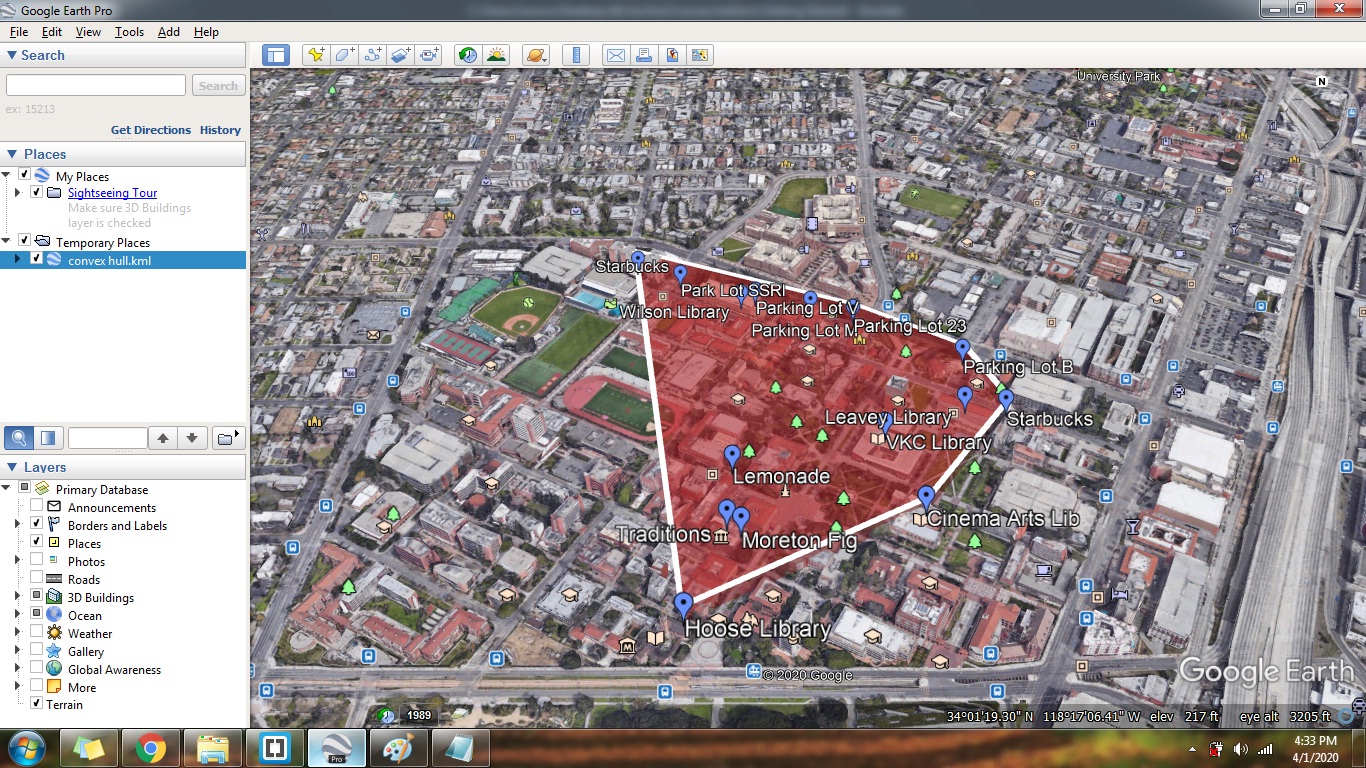 Google Earth Pro
File Edit View Tools Add Help
Search
Search
ex: 15213
Get Directions History
Places
My Places
Sightseeing Tour
Make sure 3D Buildings
layer is checked
Temporary Places
convex hull.kml
Layers
Primary Database
Announcements
Borders and Labels
Places
Photos
Roads
3D Buildings
Ocean
Weather
Gallery
Global Awareness
More
Terrain
University Park
N
Starbucks
Park Lot SSRI
Wilson Library
Parking Lot V
Parking Lot M
Parking Lot 23
Parking Lot B
Leavey Library
Starbucks
VKC Library
Lemonade
Cinema Arts Lib
Traditions
Moreton Fig
Hoose Library
© 2020 Google
Google Earth
1989
34°01'19.30" N 118°17'06.41" W elev 217 ft eye alt 3205 ft
Pro
4:33 PM
4/1/2020